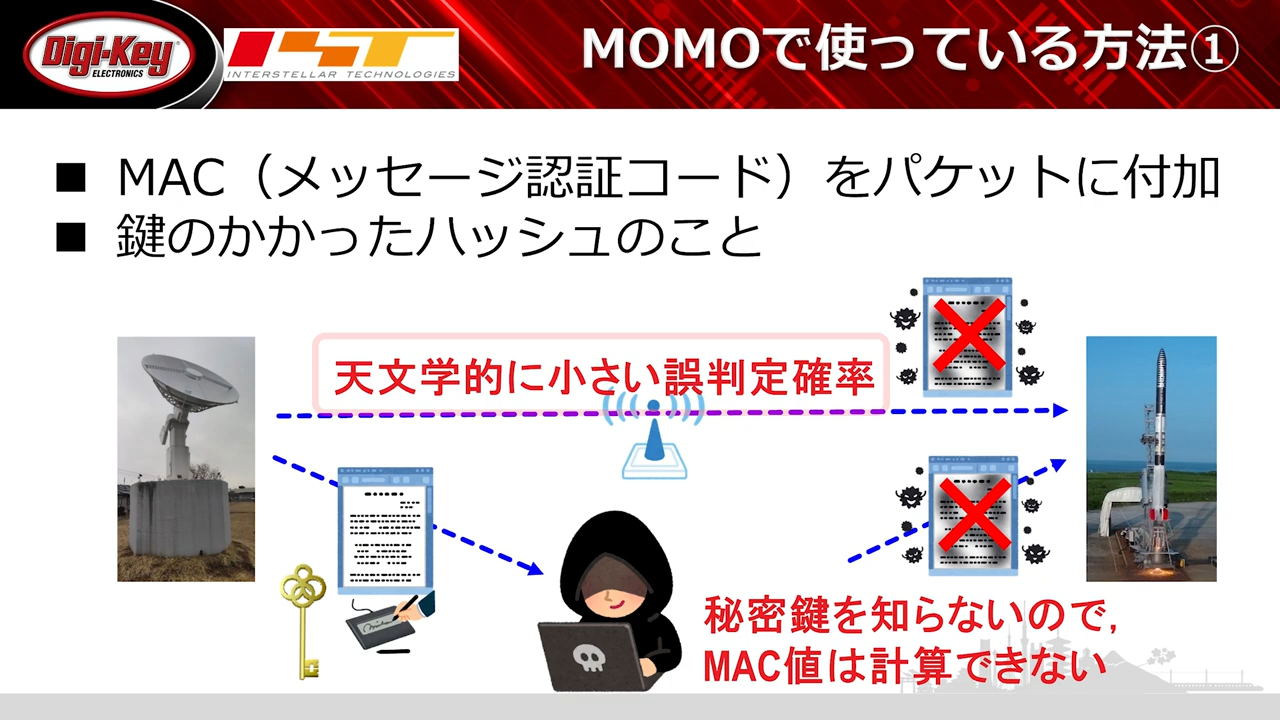 Digi-Key
ELECTRONICS
IST
INTERSTELLAR TECHNOLOGIES
MOMOで使っている方法①
■ MAC（メッセージ認証コード）をパケットに付加
■ 鍵のかかったハッシュのこと
天文学的に小さい誤判定確率
秘密鍵を知らないので,
MAC値は計算できない